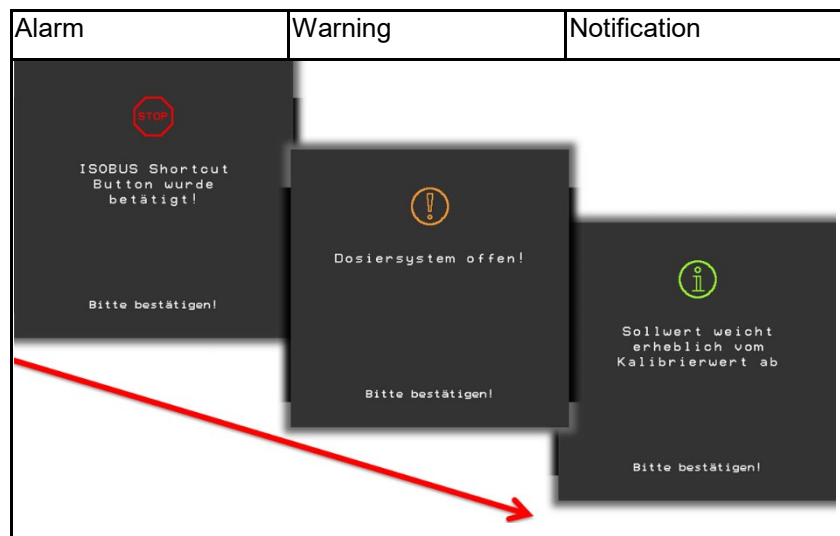 Alarm
Warning
Notification
STOP
ISOBUS Shortcut
Button wurde
betätigt!
Bitte bestätigen!
Dosiersystem offen!
Bitte bestätigen!
Sollwert weicht
erheblich vom
Kalibrierwert ab
Bitte bestätigen!